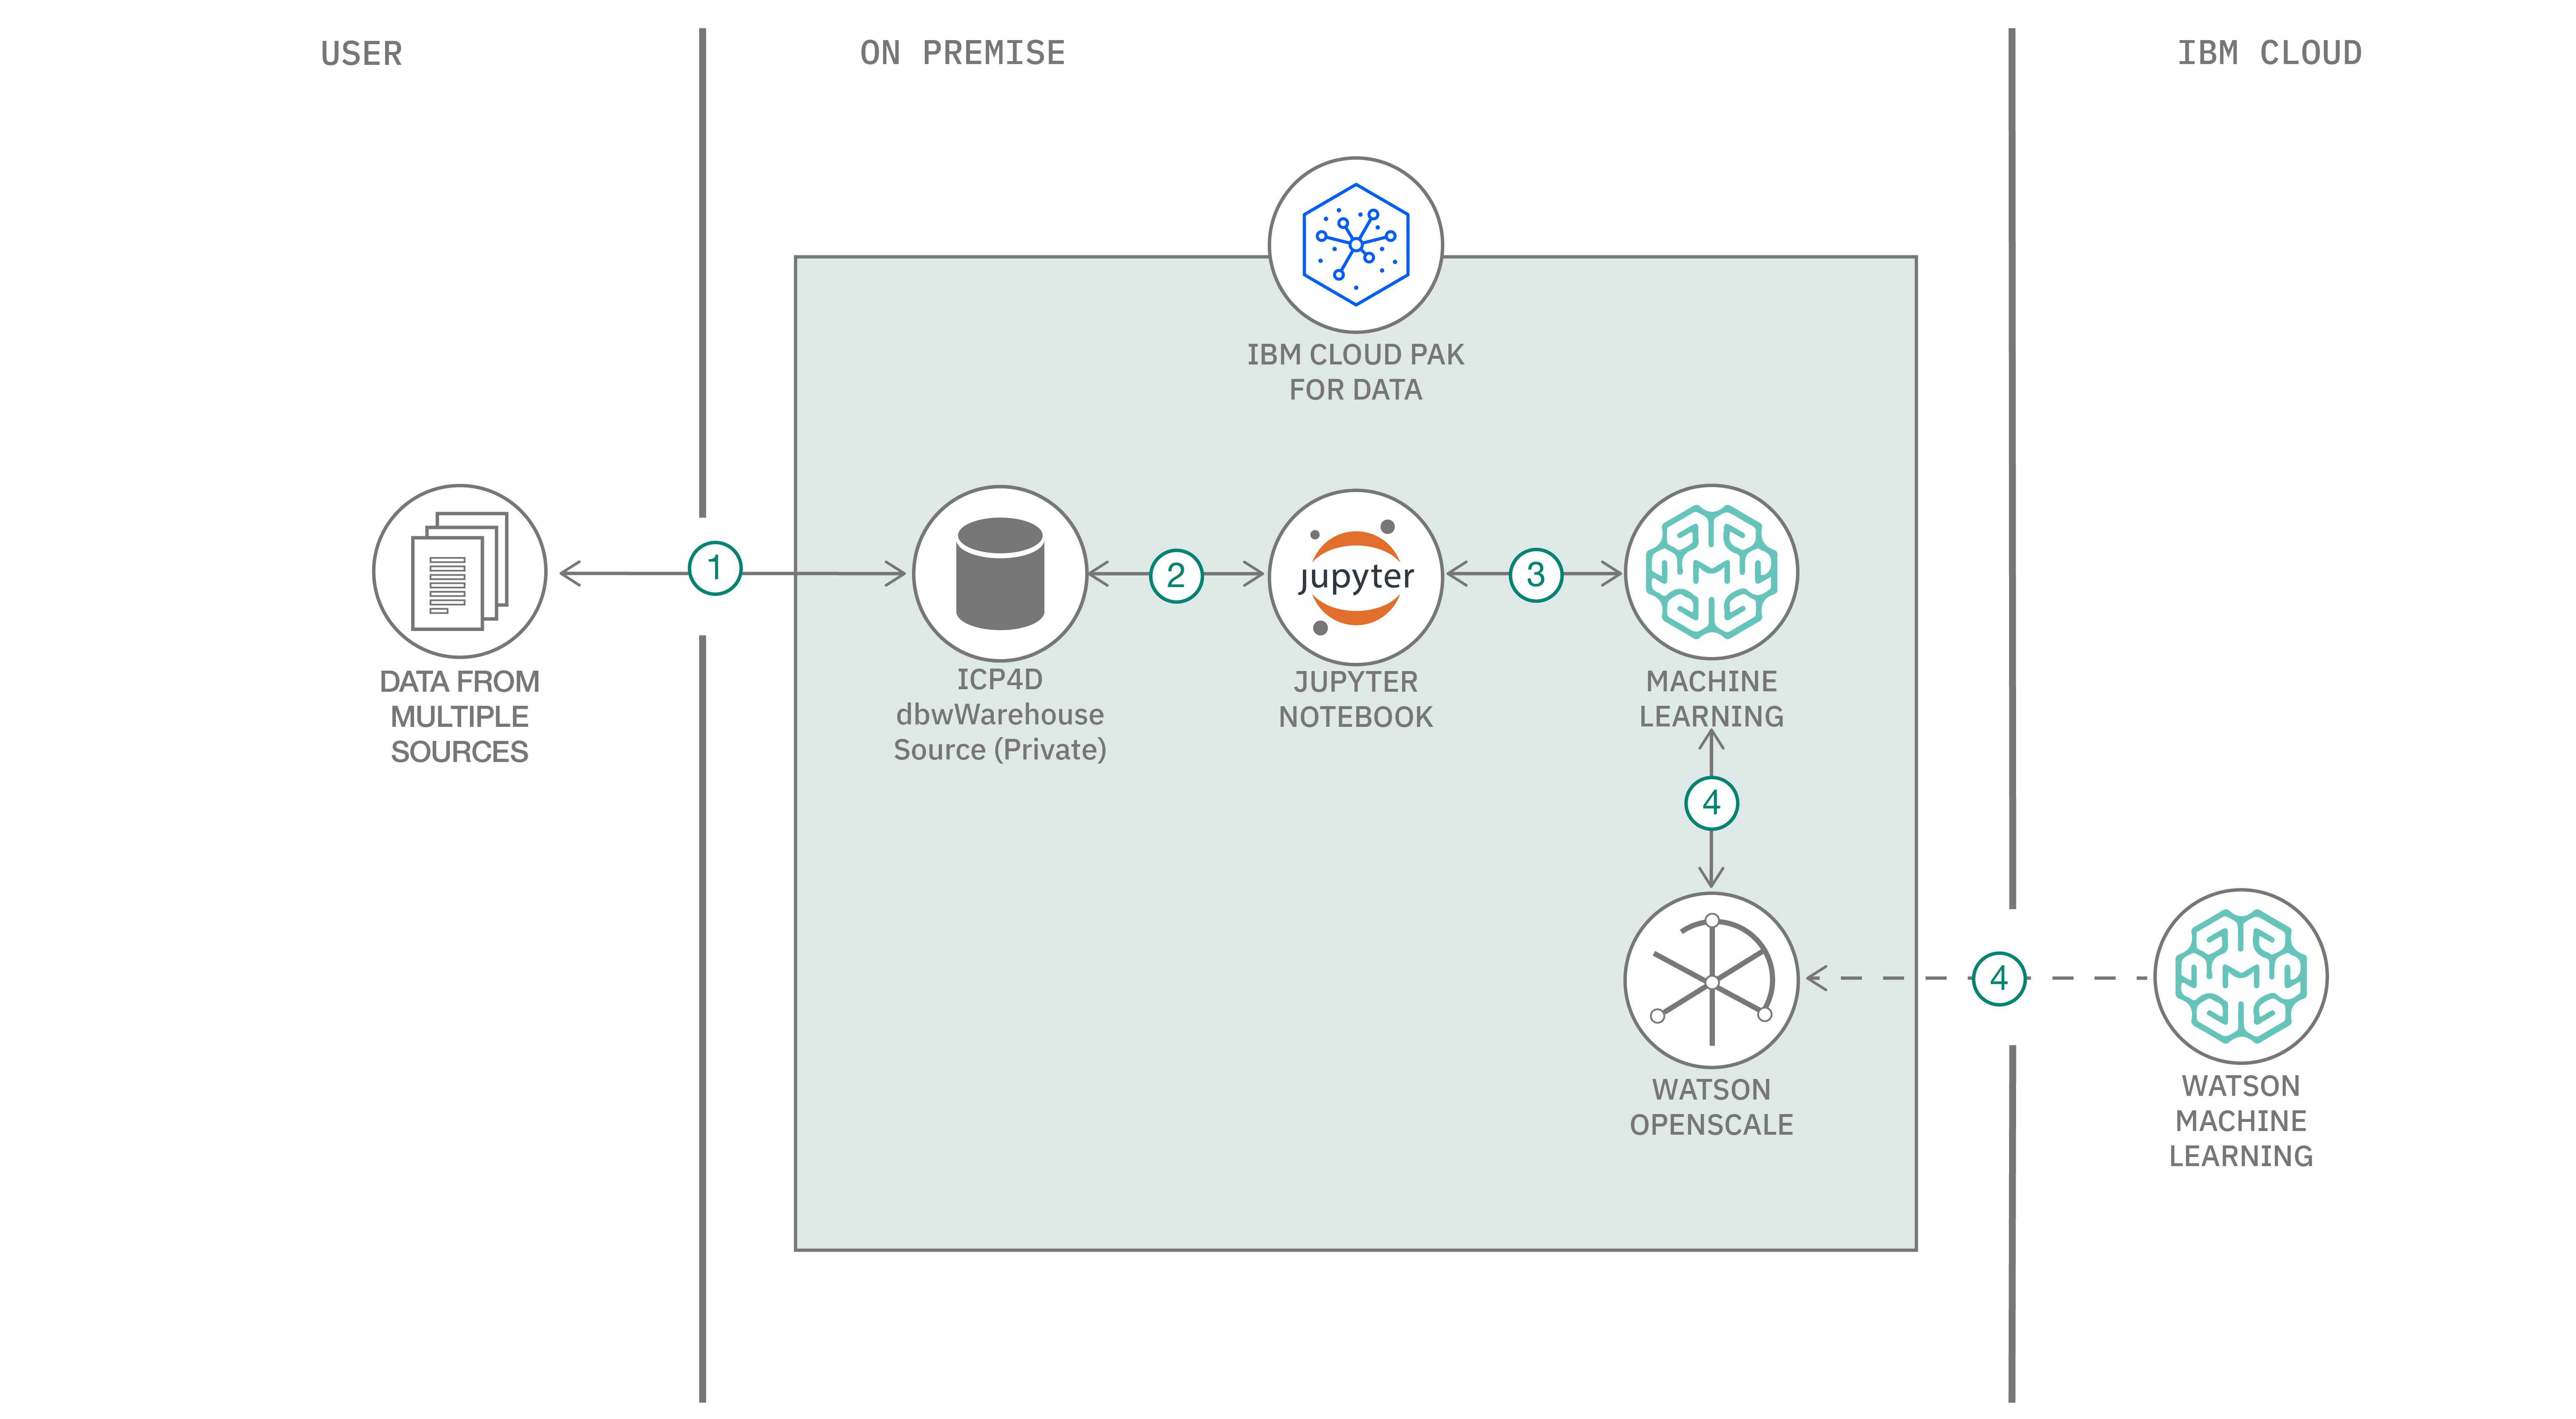 USER
ON PREMISE
IBM CLOUD
IBM CLOUD PAK
FOR DATA
1
2
jupyter
3
DATA FROM
MULTIPLE
SOURCES
ICP4D
dbwWarehouse
Source (Private)
JUPYTER
NOTEBOOK
MACHINE
LEARNING
4
4
WATSON
OPENSCALE
WATSON
MACHINE
LEARNING